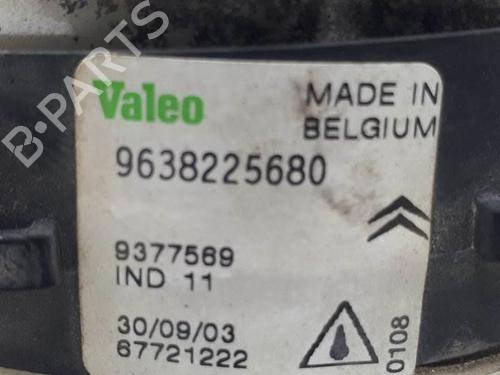 B-PARTS
Valeo
MADE IN
BELGIUM
9638225680
9377569
IND 11
30/09/03
67721222
0108